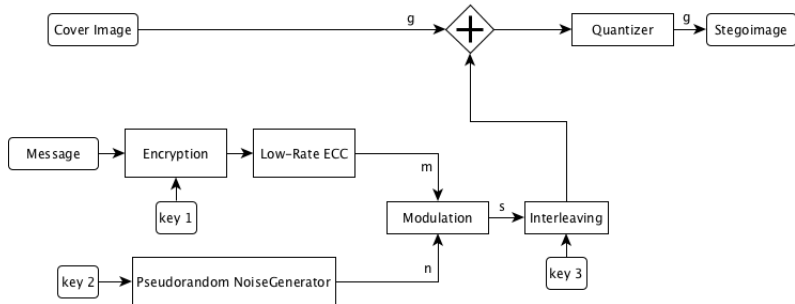 Cover Image
g
Quantizer
g
Stegoimage
Message
Encryption
Low-Rate ECC
m
key 1
Modulation
s
Interleaving
key 2
Pseudorandom NoiseGenerator
n
key 3